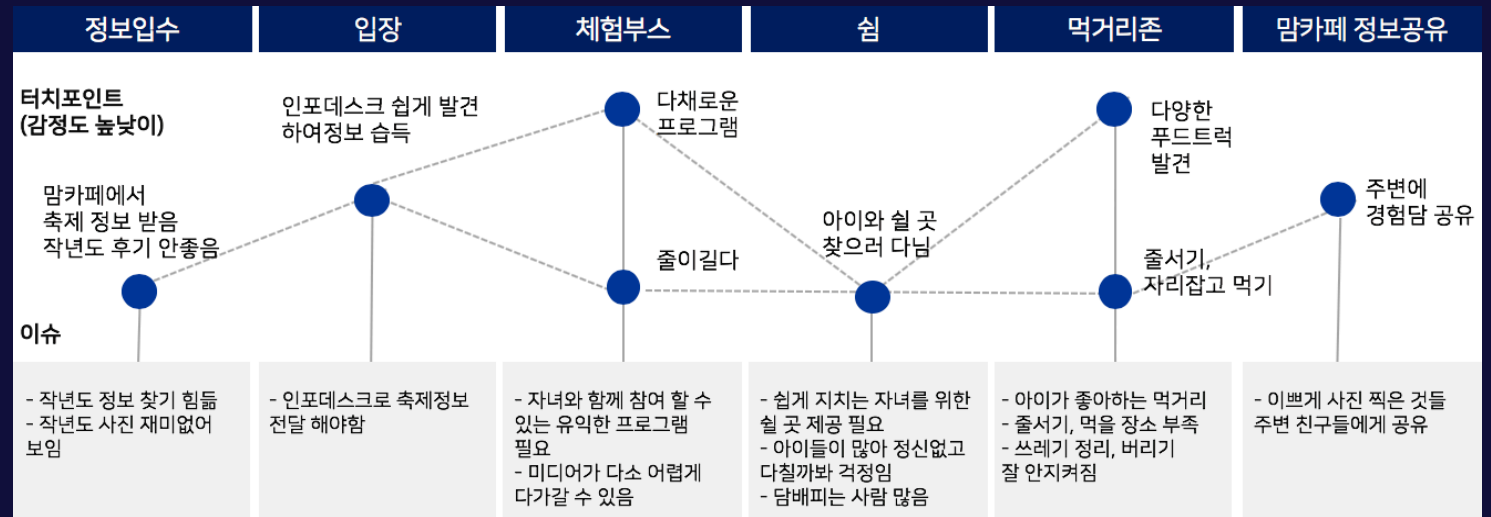 정보입수
입장
체험부스
쉼
먹거리존
맘카페 정보공유
터치포인트
(감정도 높낮이)
맘카페에서
축제 정보 받음
작년도 후기 안좋음
인포데스크 쉽게 발견
하여정보 습득
다채로운
프로그램
줄이길다
아이와 쉴 곳
찾으러 다님
다양한
푸드트럭
발견
줄서기,
자리잡고 먹기
주변에
경험담 공유
이슈
- 작년도 정보 찾기 힘듦
- 작년도 사진 재미없어
보임
- 인포데스크로 축제정보
전달 해야함
- 자녀와 함께 참여 할 수
있는 유익한 프로그램
필요
- 미디어가 다소 어렵게
다가갈 수 있음
- 쉽게 지치는 자녀를 위한
쉴 곳 제공 필요
- 아이들이 많아 정신없고
다칠까봐 걱정임
- 담배피는 사람 많음
- 아이가 좋아하는 먹거리
- 줄서기, 먹을 장소 부족
- 쓰레기 정리, 버리기
잘 안지켜짐
- 이쁘게 사진 찍은 것들
주변 친구들에게 공유